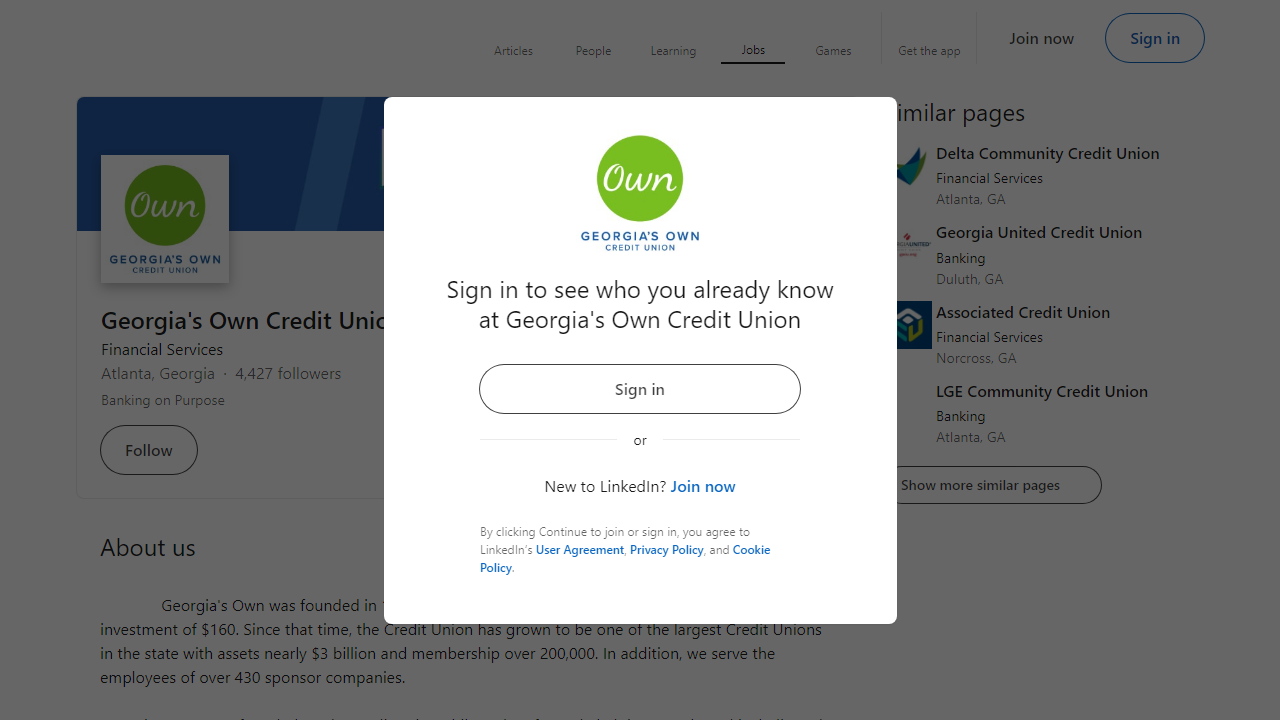 Articles
People
Learning
Jobs
Games
Get the app
Join now
Sign in
Own
GEORGIA'S OWN
CREDIT UNION
Georgia's Own Credit
Financial Services
Atlanta, Georgia · 4,427 followers
Banking on Purpose
Follow
About us
Georgia's Own was founded in
investment of $160. Since that time, the Credit Union has grown to be one of the largest Credit Unions
in the state with assets nearly $3 billion and membership over 200,000. In addition, we serve the
employees of over 430 sponsor companies.
Own
GEORGIA'S OWN
CREDIT UNION
Sign in to see who you already know
at Georgia's Own Credit Union
Sign in
or
New to LinkedIn? Join now
By clicking Continue to join or sign in, you agree to
LinkedIn's User Agreement, Privacy Policy, and Cookie
Policy.
imilar pages
Delta Community Credit Union
Financial Services
Atlanta, GA
Georgia United Credit Union
Banking
Duluth, GA
Associated Credit Union
Financial Services
Norcross, GA
LGE Community Credit Union
Banking
Atlanta, GA
Show more similar pages